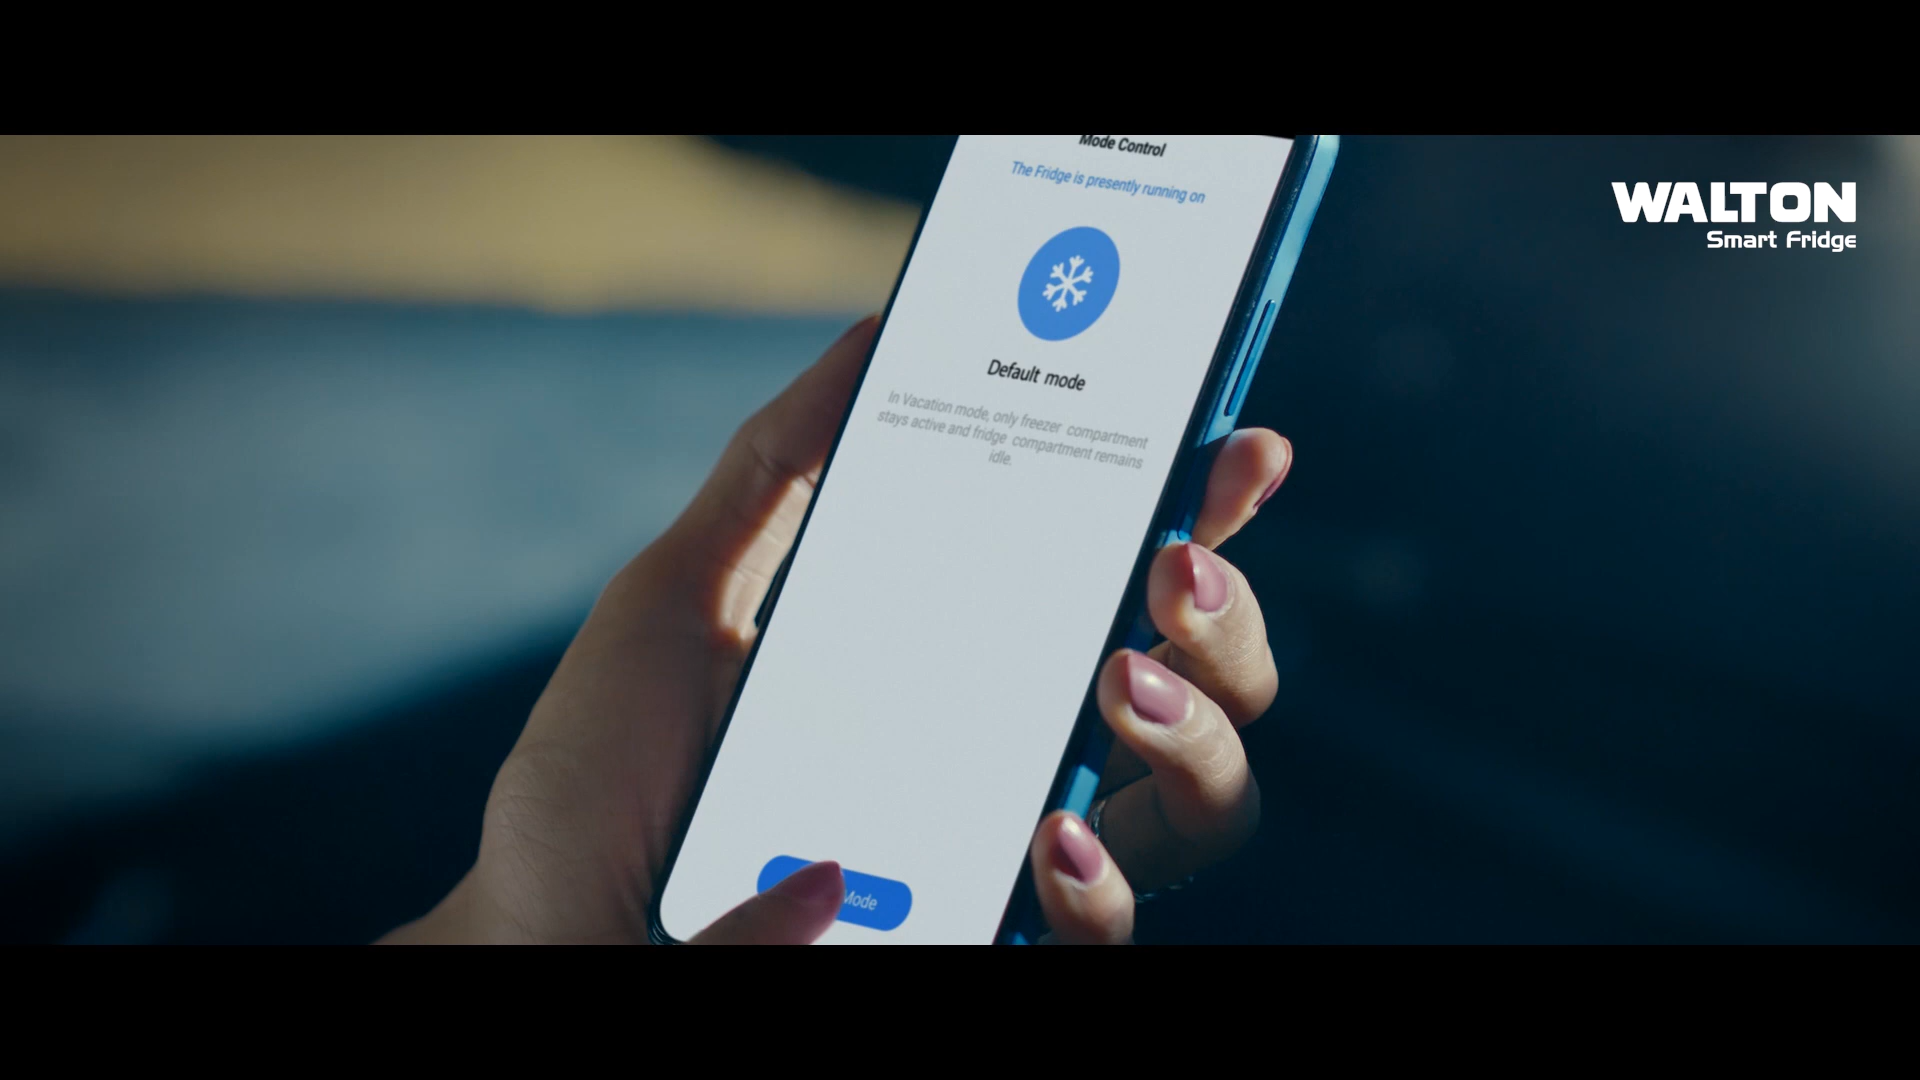 Mode Control
The Fridge is presently running on
WALTON
Smart Fridge
Default mode
In Vacation mode, only freezer compartment
stays active and fridge compartment remains
idle.
Mode